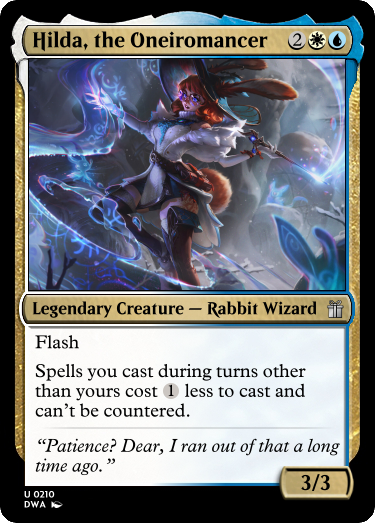 Hilda, the Oneiromancer 2
Legendary Creature — Rabbit Wizard
Flash
Spells you cast during turns other
than yours cost 1 less to cast and
can't be countered.
“Patience? Dear, I ran out of that a long
time ago.”
3/3
U 0210
DWA